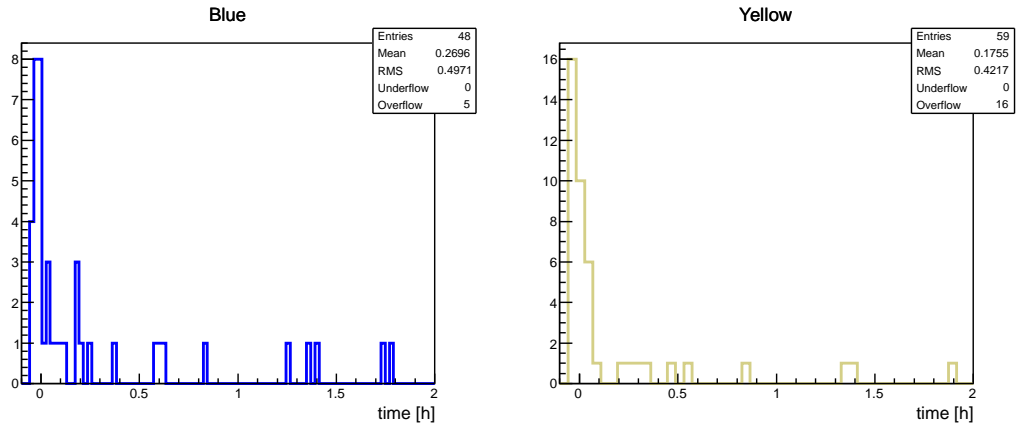 Blue
Entries 48
Mean 0.2696
RMS 0.4971
Underflow 0
Overflow 5
8
7
6
5
4
3
2
1
0
0 0.5 1 1.5 2
time [h]
Yellow
Entries 59
Mean 0.1755
RMS 0.4217
Underflow 0
Overflow 16
16
14
12
10
8
6
4
2
0
0 0.5 1 1.5 2
time [h]